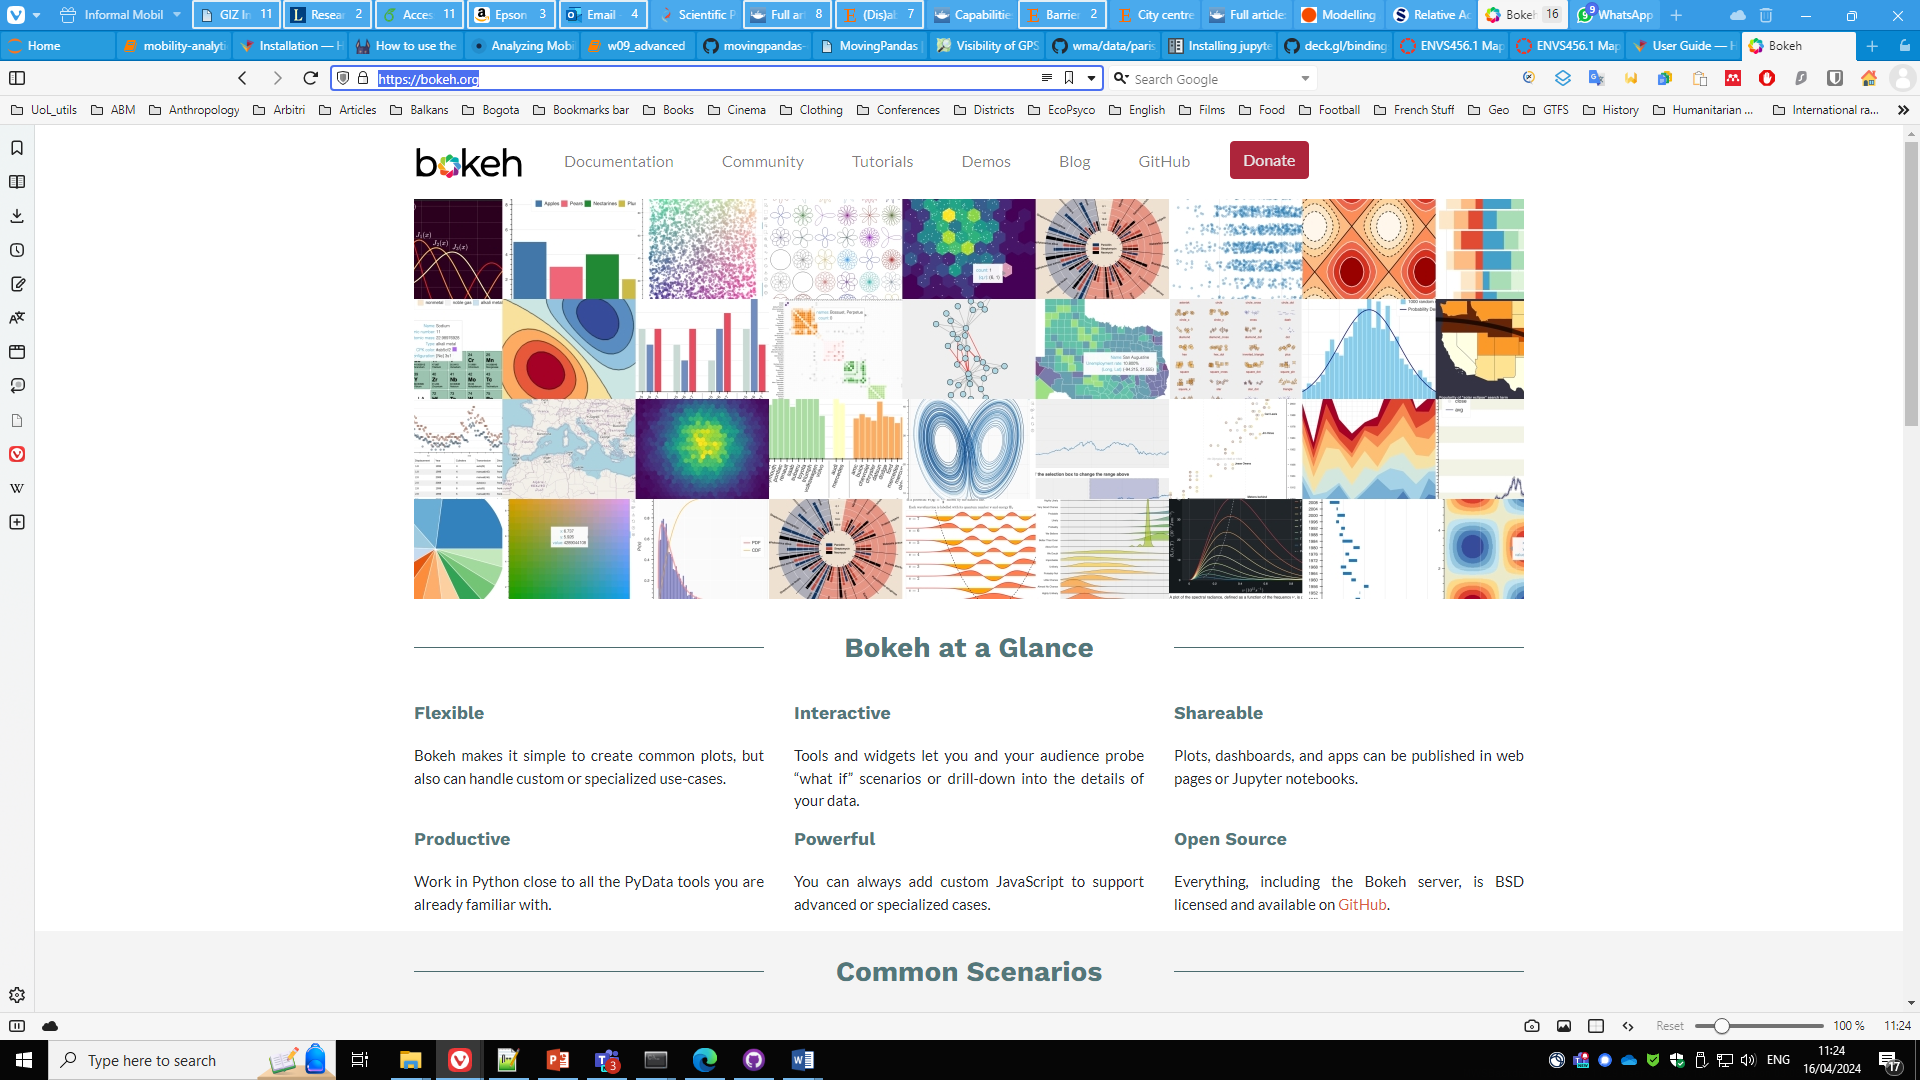 Informal Mobil
GIZ In 11
Resear 2
Acces 11
Epson 3
Email - 4
Scientific P
Full ar 8
(Dis)al 7
Capabilitie
Barrier 2
City centre
Full article
Modelling
Relative Ac
Bokeh 16
9
WhatsApp
Home
mobility-analyti
Installation — H
How to use the
Analyzing Mobi
w09_advanced
movingpandas-
MovingPandas
Visibility of GPS
wma/data/paris
Installing jupyte
deck.gl/binding
ENVS456.1 Map
ENVS456.1 Map
User Guide — H
Bokeh
https://bokeh.org
Search Google
UoL_utils
ABM
Anthropology
Arbitri
Articles
Balkans
Bogota
Bookmarks bar
Books
Cinema
Clothing
Conferences
Districts
EcoPsyco
English
Films
Food
Football
French Stuff
Geo
GTFS
History
Humanitarian ...
International ra...
bokeh
Documentation
Community
Tutorials
Demos
Blog
GitHub
Donate
Apples Pears Nectarines
Bokeh at a Glance
Flexible
Bokeh makes it simple to create common plots, but
also can handle custom or specialized use-cases.
Interactive
Tools and widgets let you and your audience probe
“what if” scenarios or drill-down into the details of
your data.
Shareable
Plots, dashboards, and apps can be published in web
pages or Jupyter notebooks.
Productive
Work in Python close to all the PyData tools you are
already familiar with.
Powerful
You can always add custom JavaScript to support
advanced or specialized cases.
Open Source
Everything, including the Bokeh server, is BSD
licensed and available on GitHub.
Common Scenarios
Reset
100 %
11:24
Type here to search
3
ENG
11:24
16/04/2024
17